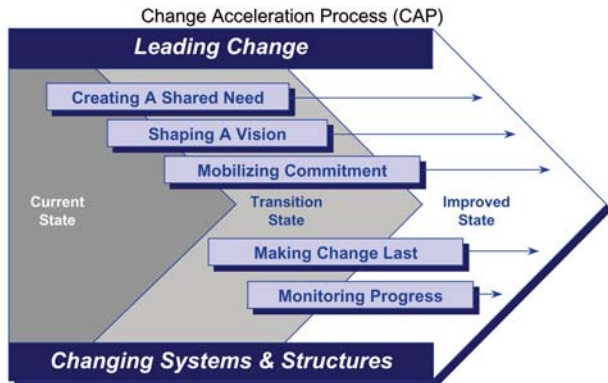 Change Acceleration Process (CAP)
Leading Change
Creating A Shared Need
Shaping A Vision
Mobilizing Commitment
Current
State
Transition
State
Improved
State
Making Change Last
Monitoring Progress
Changing Systems & Structures